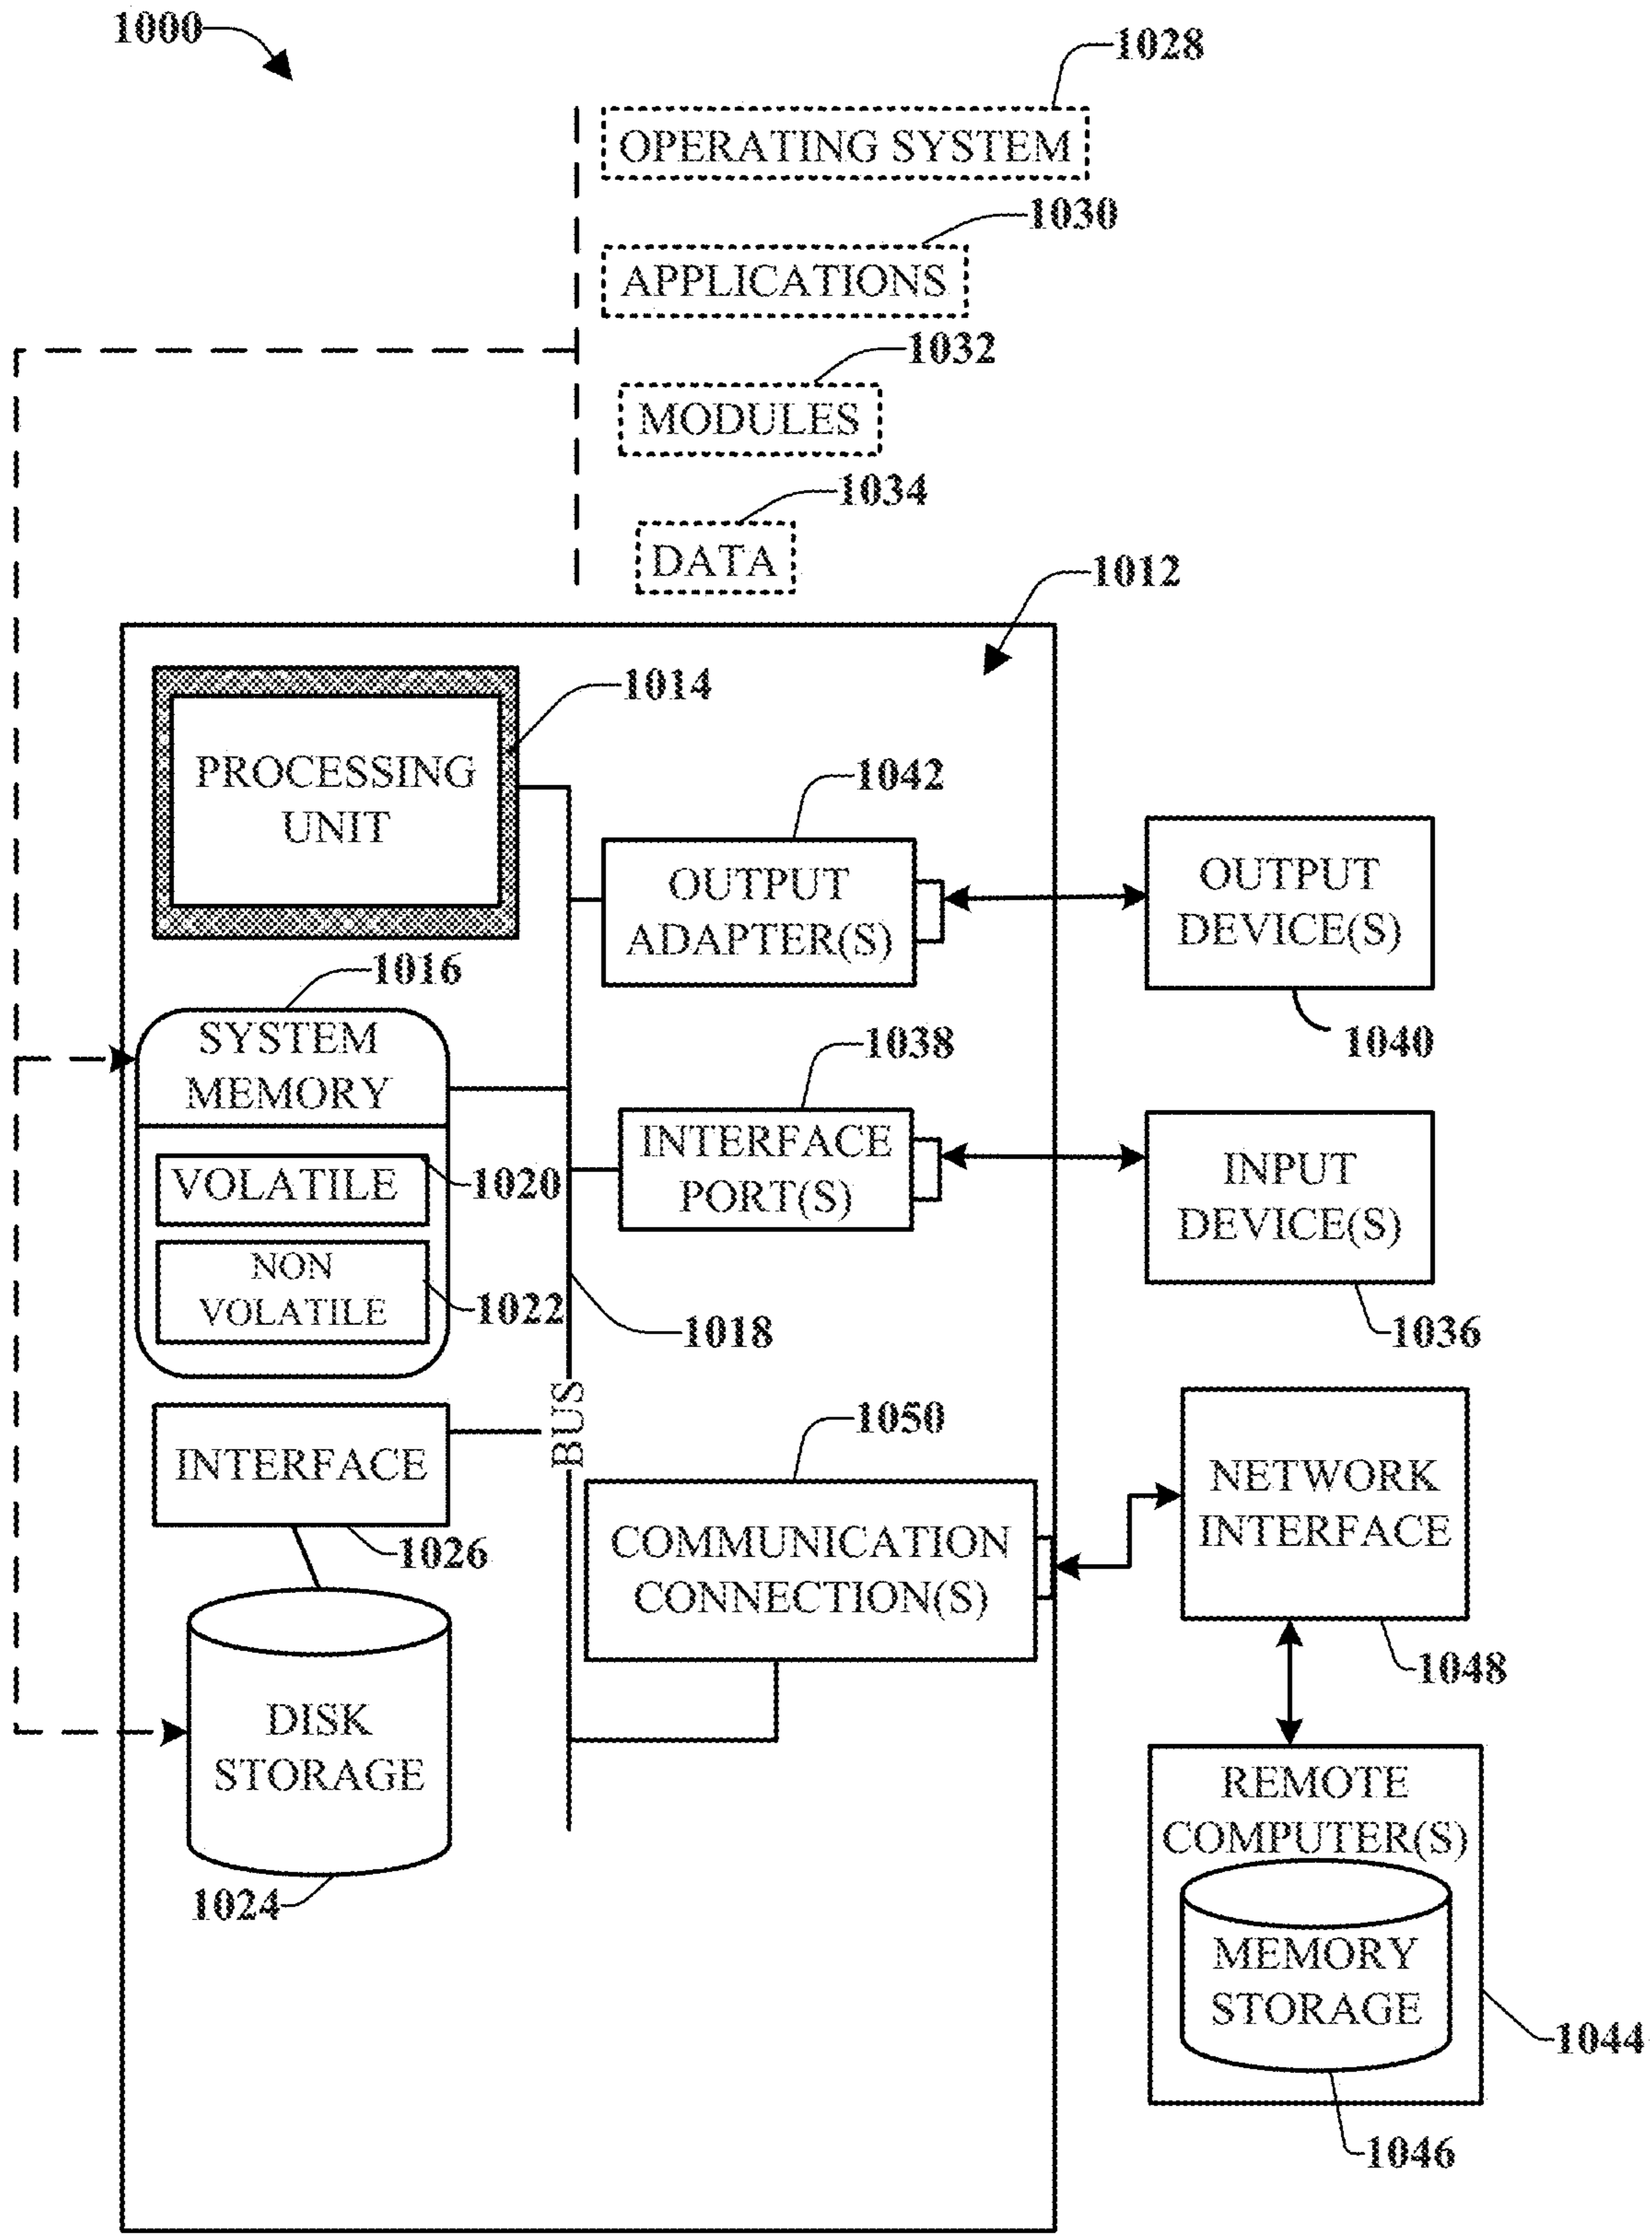 1000
1028
OPERATING SYSTEM
1030
APPLICATIONS
1032
MODULES
1034
DATA
1012
1014
PROCESSING
UNIT
1042
OUTPUT
ADAPTER(S)
OUTPUT
DEVICE(S)
1040
1016
SYSTEM
MEMORY
VOLATILE
1020
NON
VOLATILE
1022
1038
INTERFACE
PORT(S)
INPUT
DEVICE(S)
1036
1018
BUS
INTERFACE
1026
1050
COMMUNICATION
CONNECTION(S)
NETWORK
INTERFACE
1048
DISK
STORAGE
1024
REMOTE
COMPUTER(S)
MEMORY
STORAGE
1044
1046